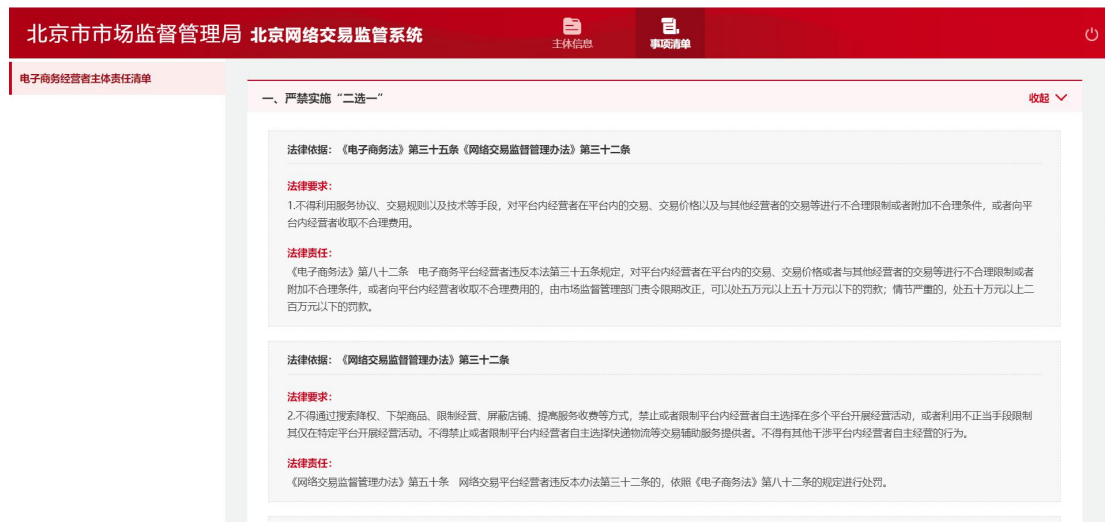 北京市市场监督管理局 北京网络交易监管系统
主体信息
事项清单
电子商务经营者主体责任清单
一、严禁实施“二选一”
收起
法律依据：《电子商务法》第三十五条《网络交易监督管理办法》第三十二条
法律要求：
1.不得利用服务协议、交易规则以及技术等手段，对平台内经营者在平台内的交易、交易价格以及与其他经营者的交易等进行不合理限制或者附加不合理条件，或者向平
台内经营者收取不合理费用。
法律责任：
《电子商务法》第八十二条　电子商务平台经营者违反本法第三十五条规定，对平台内经营者在平台内的交易、交易价格或者与其他经营者的交易等进行不合理限制或者
附加不合理条件，或者向平台内经营者收取不合理费用的，由市场监督管理部门责令限期改正，可以处五万元以上五十万元以下的罚款；情节严重的，处五十万元以上二
百万元以下的罚款。
法律依据：《网络交易监督管理办法》第三十二条
法律要求：
2.不得通过搜索降权、下架商品、限制经营、屏蔽店铺、提高服务收费等方式，禁止或者限制平台内经营者自主选择在多个平台开展经营活动，或者利用不正当手段限制
其仅在特定平台开展经营活动。不得禁止或者限制平台内经营者自主选择快递物流等交易辅助服务提供者。不得有其他干涉平台内经营者自主经营的行为。
法律责任：
《网络交易监督管理办法》第五十条　网络交易平台经营者违反本办法第三十二条的，依照《电子商务法》第八十二条的规定进行处罚。